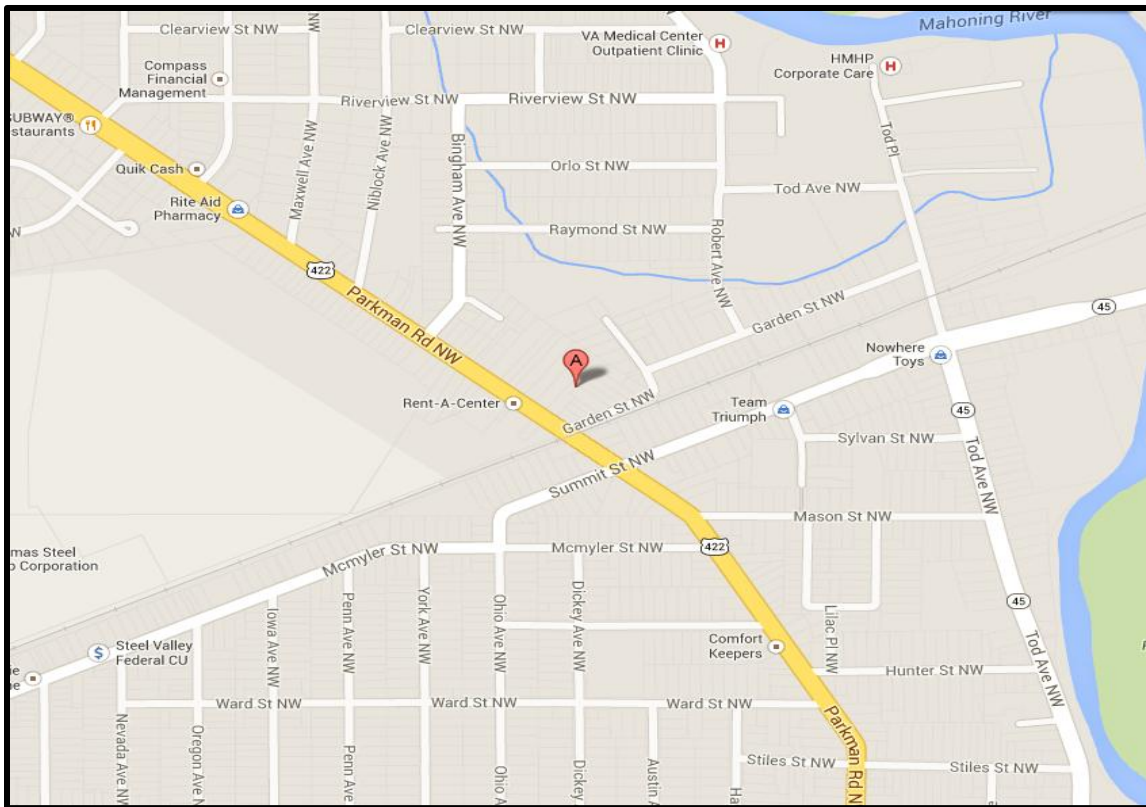 Clearview St NW
Clearview St NW
VA Medical Center
Outpatient Clinic
H
Mahoning River
Compass
Financial
Management
HMHP
Corporate Care
H
Riverview St NW
Riverview St NW
SUBWAY®
estaurants
Maxwell Ave NW
Niblock Ave NW
Bingham Ave NW
Tod Pl
Quik Cash
Orlo St NW
Tod Ave NW
Rite Aid
Pharmacy
Raymond St NW
Robert Ave NW
422
Parkman Rd NW
Garden St NW
45
Nowhere
Toys
A
Rent-A-Center
Garden St NW
Team
Triumph
45
Sylvan St NW
Tod Ave NW
Summit St NW
Mason St NW
mas Steel
Corporation
Mcmyler St NW
Mcmyler St NW
422
Iowa Ave NW
Penn Ave NW
York Ave NW
Ohio Ave NW
Dickey Ave NW
Lilac Pl NW
45
Steel Valley
Federal CU
$
Comfort
Keepers
Hunter St NW
Tod Ave NW
Ward St NW
Ward St NW
Ward St NW
Parkman Rd N
Nevada Ave NW
Oregon Ave N
Penn A
Ohio A
Dickey
Austin A
Ha
Stiles St NW
Stiles St NW